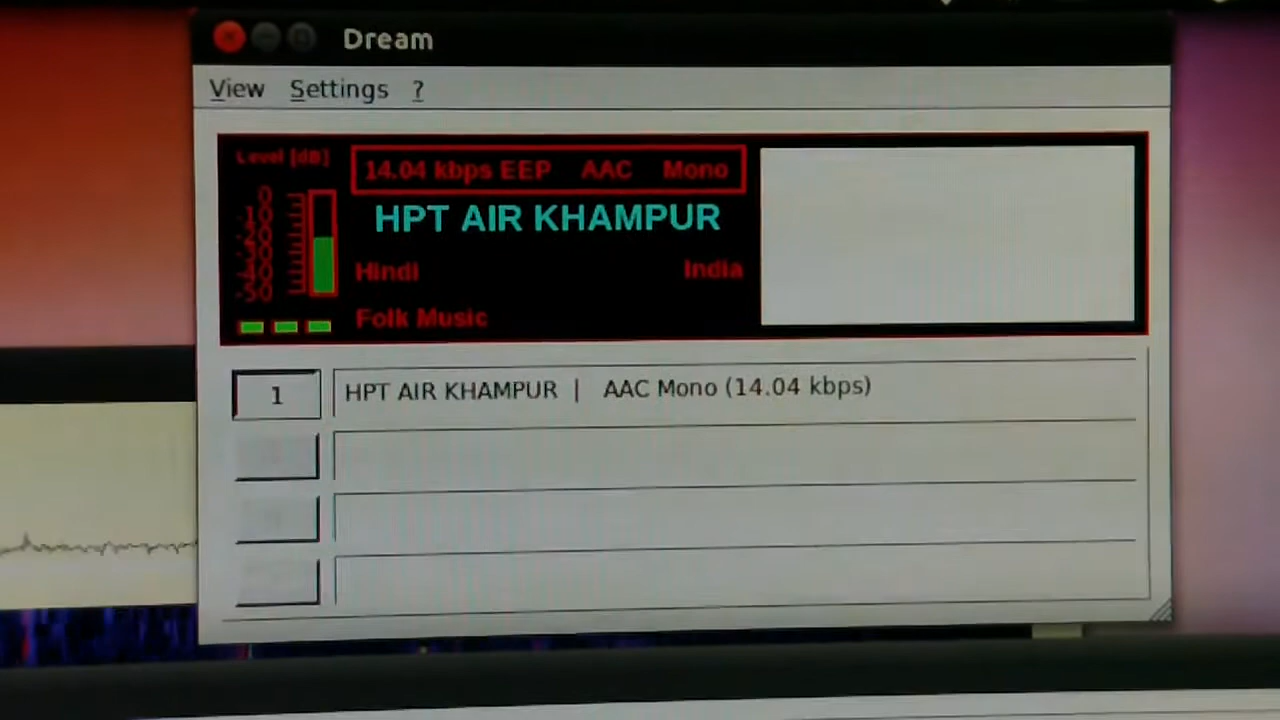 Dream
View Settings ?
Level [dB]
14.04 kbps EEP AAC Mono
HPT AIR KHAMPUR
Hindi India
Folk Music
1 HPT AIR KHAMPUR | AAC Mono (14.04 kbps)